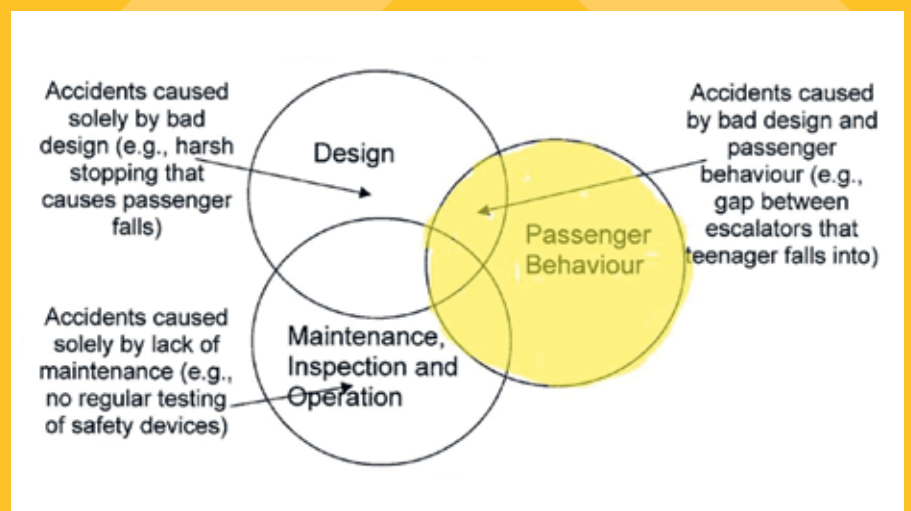 Accidents caused
solely by bad
design (e.g., harsh
stopping that
causes passenger
falls)
Design
Accidents caused
by bad design and
passenger
behaviour (e.g.,
gap between
escalators that
teenager falls into)
Passenger
Behaviour
Accidents caused
solely by lack of
maintenance (e.g.,
no regular testing
of safety devices)
Maintenance,
Inspection and
Operation